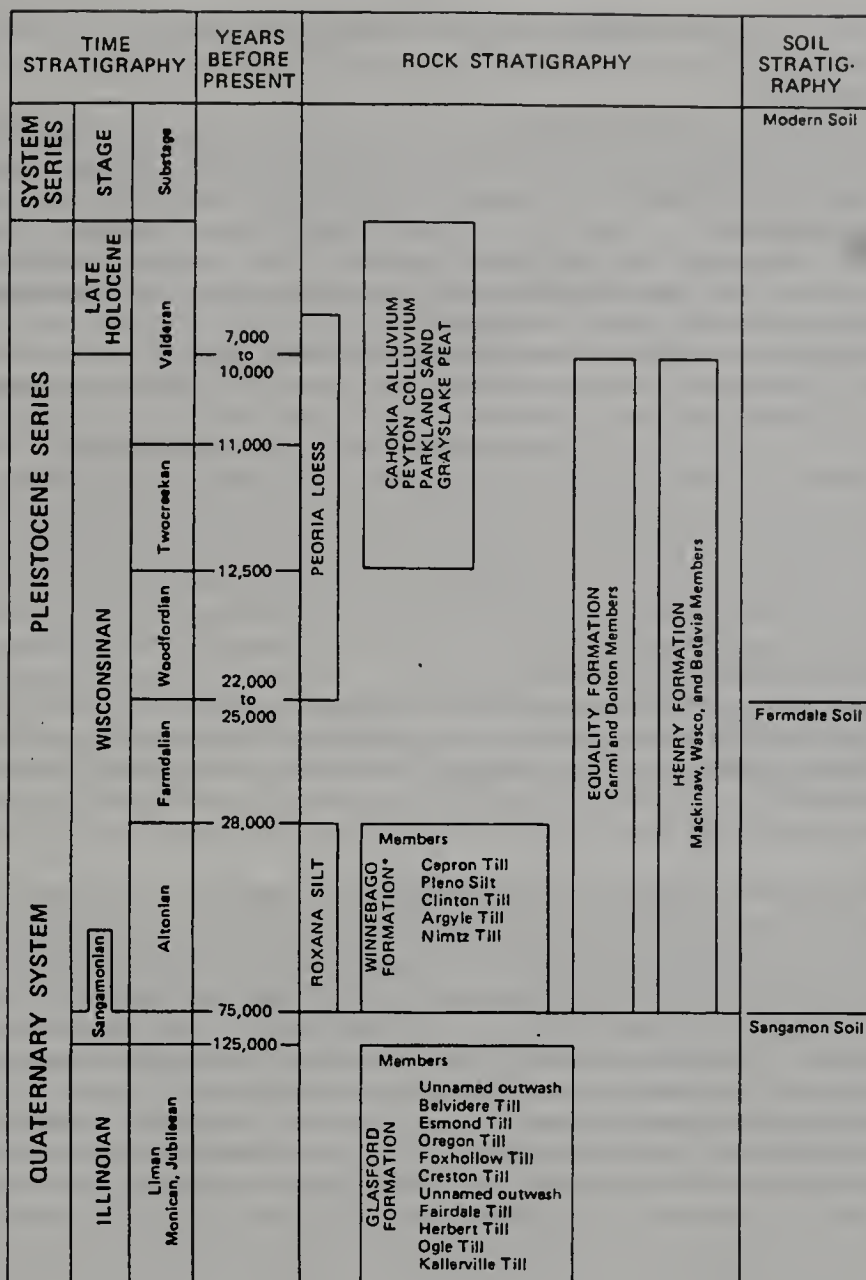 TIME
STRATIGRAPHY
YEARS
BEFORE
PRESENT
ROCK STRATIGRAPHY
SOIL
STRATIG-
RAPHY
SYSTEM
SERIES
STAGE
Substage
Modern Soil
QUATERNARY SYSTEM
PLEISTOCENE SERIES
LATE
HOLOCENE
WISCONSINAN
Sangamonian
ILLINOIAN
Valderan
Twocreekan
Woodfordian
Farmdalian
Altonian
Liman
Monican, Jubileean
7,000
to
10,000
11,000
12,500
22,000
to
25,000
28,000
75,000
125,000
PEORIA LOESS
ROXANA SILT
CAHOKIA ALLUVIUM
PEYTON COLLUVIUM
PARKLAND SAND
GRAYSLAKE PEAT
WINNEBAGO
FORMATION*
Members
Capron Till
Plano Silt
Clinton Till
Argyle Till
Nimtz Till
GLASFORD
FORMATION
Members
Unnamed outwash
Belvidere Till
Esmond Till
Oregon Till
Foxhollow Till
Creston Till
Unnamed outwash
Fairdale Till
Herbert Till
Ogle Till
Kellerville Till
EQUALITY FORMATION
Carmi and Dolton Members
HENRY FORMATION
Mackinaw, Wasco, and Batavia Members
Farmdale Soil
Sangamon Soil